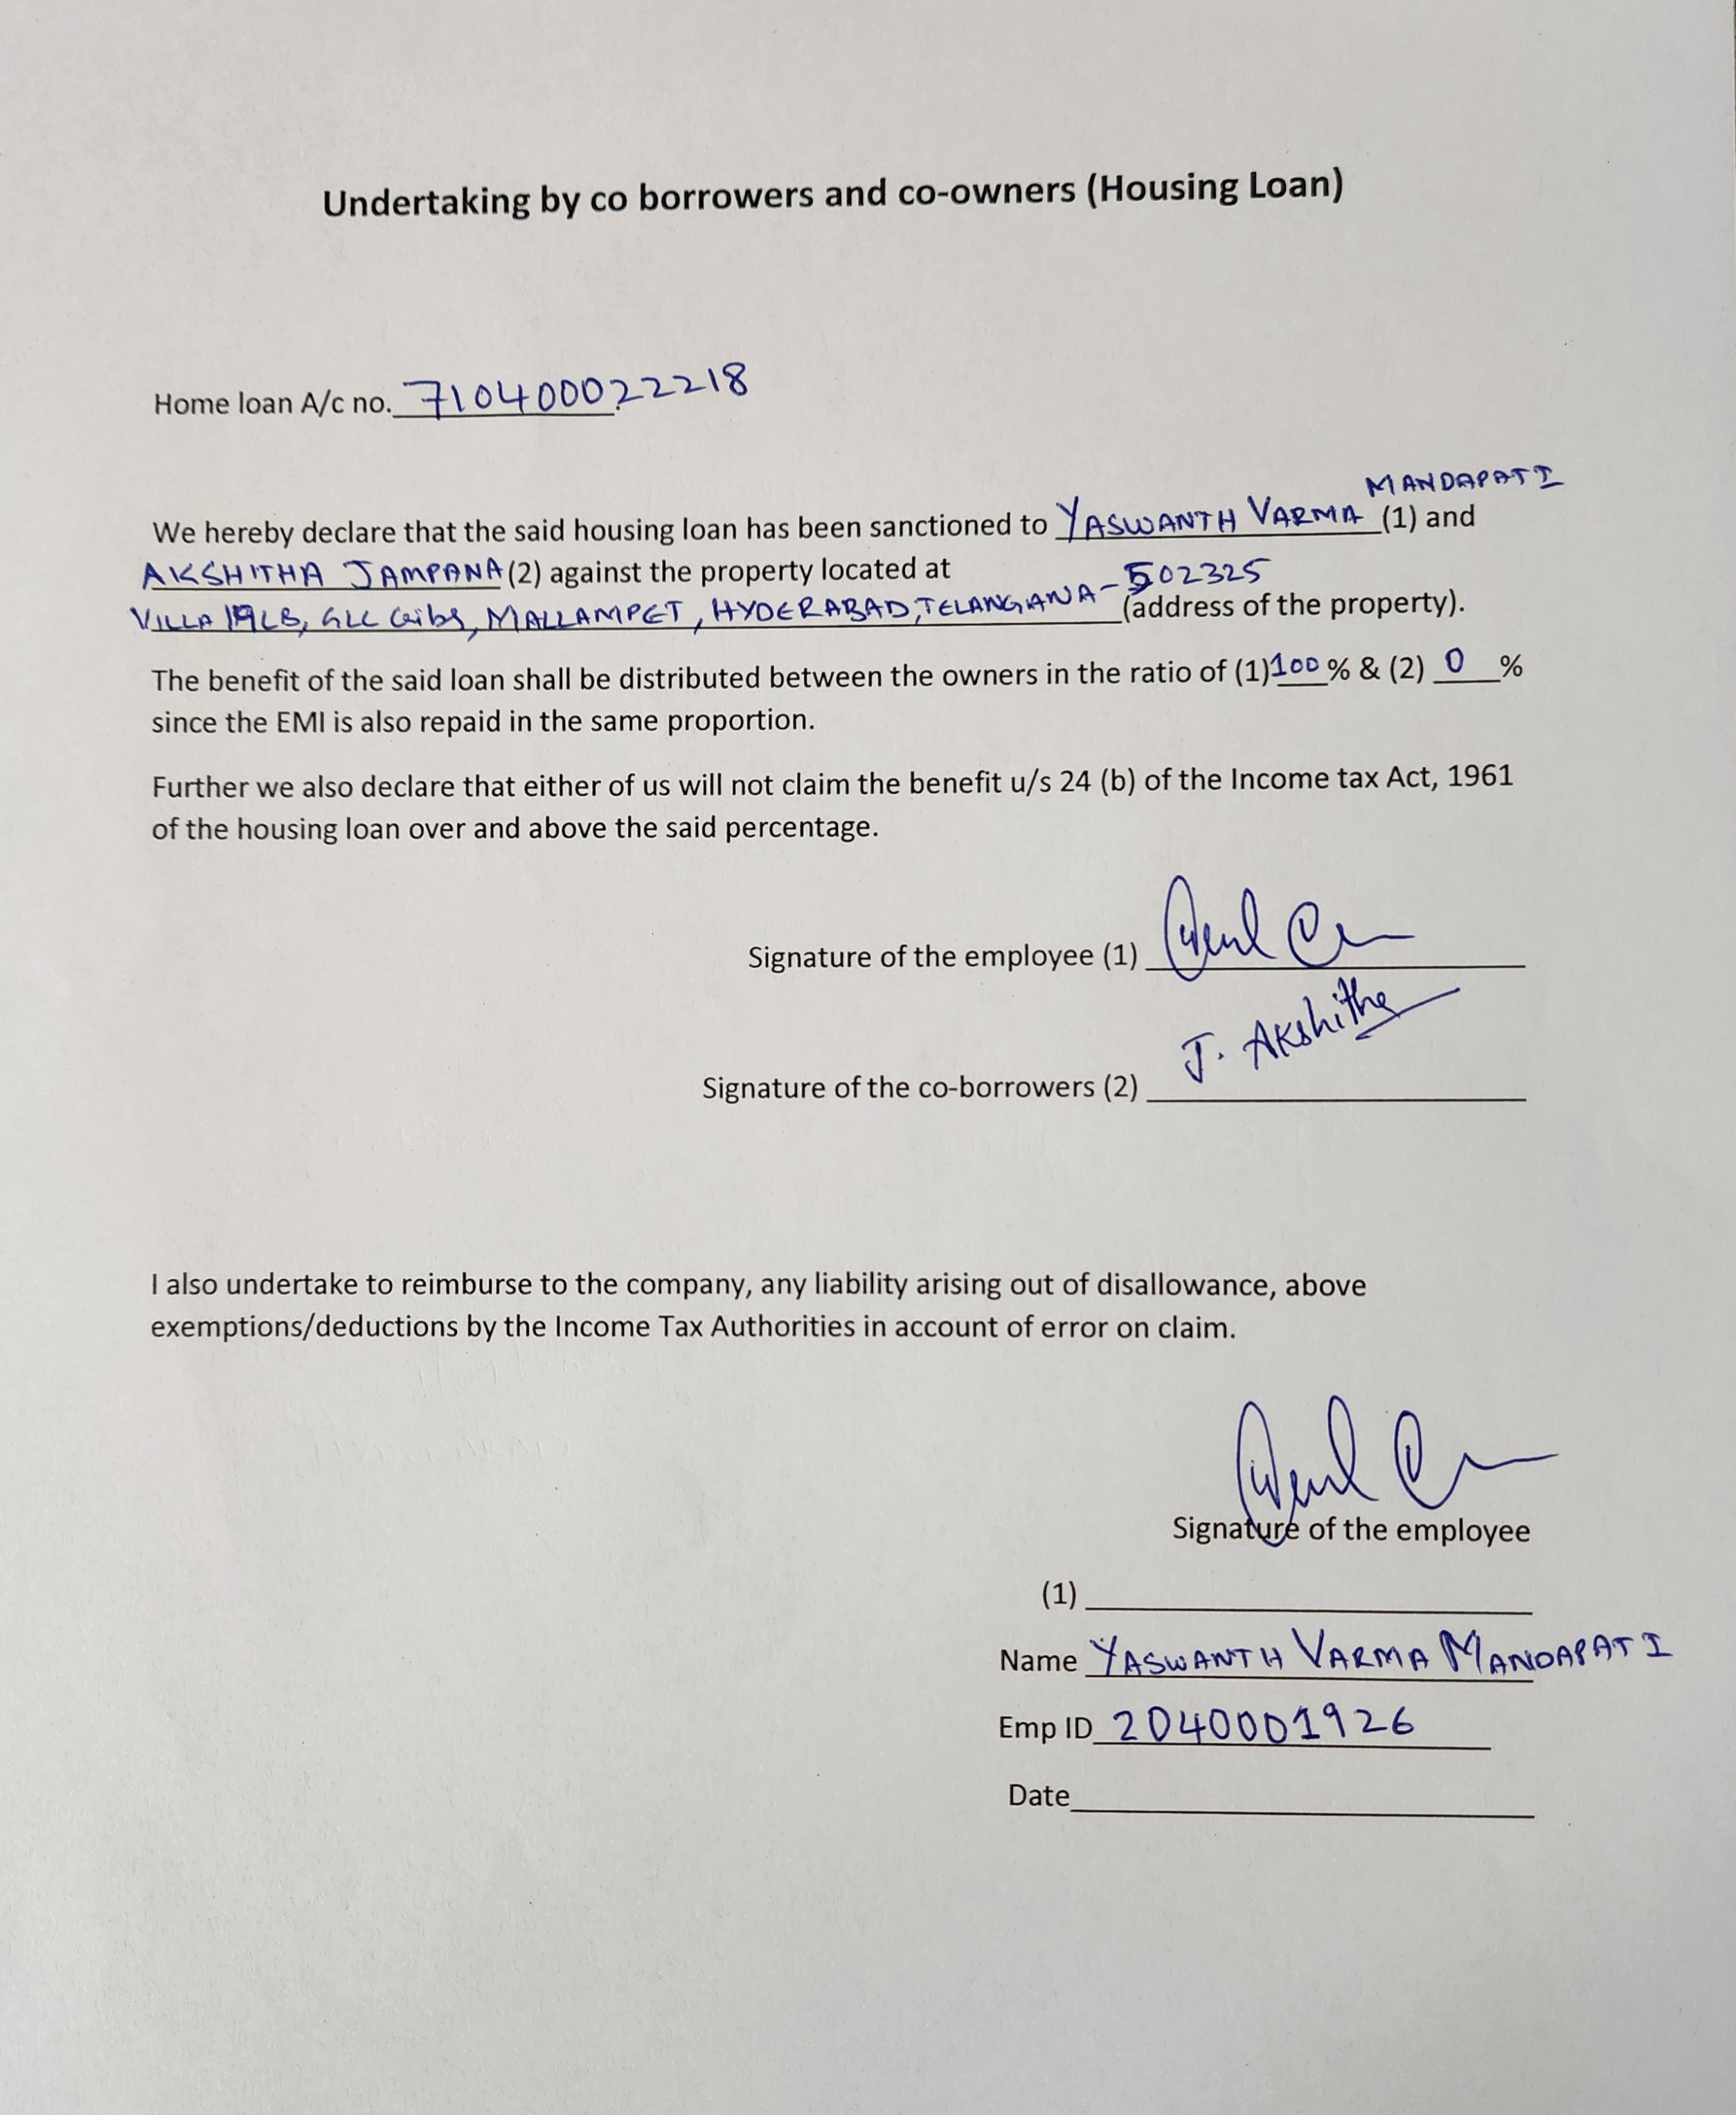 Undertaking by co borrowers and co-owners (Housing Loan)
Home loan A/c no. 710400022218
MANDAPATI
We hereby declare that the said housing loan has been sanctioned to YASWANTH VARMA (1) and
AKSHITHA JAMPANA (2) against the property located at
VILLA GLC MALLAMPET, HYDERABAD, TELANGANA - 502325 (address of the property).
The benefit of the said loan shall be distributed between the owners in the ratio of (1) 100 % & (2) 0 %
since the EMI is also repaid in the same proportion.
Further we also declare that either of us will not claim the benefit u/s 24 (b) of the Income tax Act, 1961
of the housing loan over and above the said percentage.
Signature of the employee (1)
J. Akshitha
Signature of the co-borrowers (2)
I also undertake to reimburse to the company, any liability arising out of disallowance, above
exemptions/deductions by the Income Tax Authorities in account of error on claim.
Signature of the employee
(1)
Name YASWANTH VARMA MANDAPATI
Emp ID 2040001926
Date